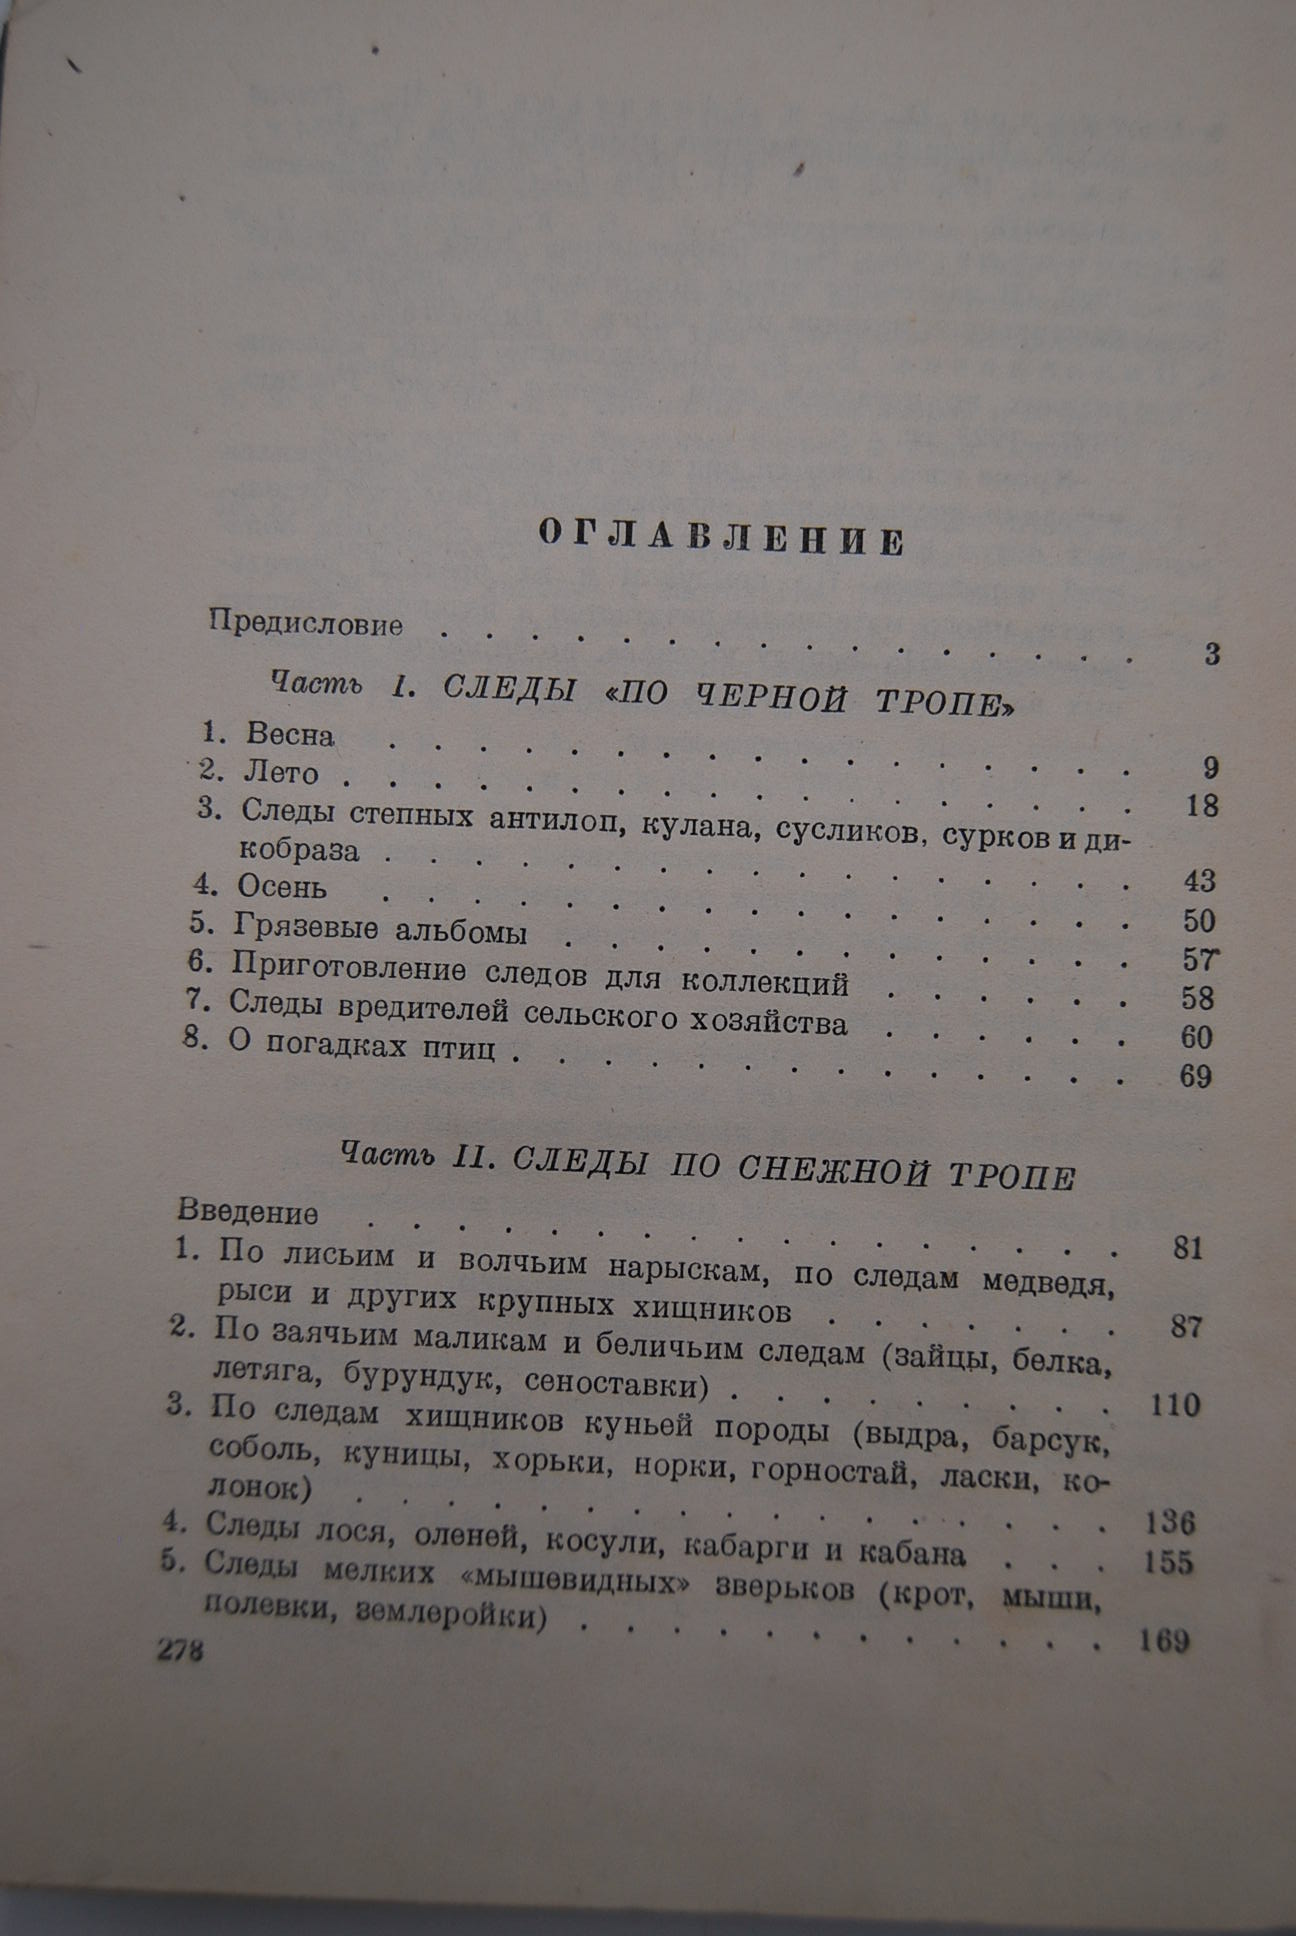 ОГЛАВЛЕНИЕ
Предисловие . . . . . . . . . . . . . . . . 3
Часть I. СЛЕДЫ «ПО ЧЕРНОЙ ТРОПЕ»
1. Весна . . . . . . . . . . . . . . . . . 9
2. Лето . . . . . . . . . . . . . . . . . . 18
3. Следы степных антилоп, кулана, сусликов, сурков и ди-
кобраза . . . . . . . . . . . . . . . . . 43
4. Осень . . . . . . . . . . . . . . . . . 50
5. Грязевые альбомы . . . . . . . . . . . . . 57
6. Приготовление следов для коллекций . . . . . . 58
7. Следы вредителей сельского хозяйства . . . . . . 60
8. О погадках птиц . . . . . . . . . . . . . . 69
Часть II. СЛЕДЫ ПО СНЕЖНОЙ ТРОПЕ
Введение . . . . . . . . . . . . . . . . . 81
1. По лисьим и волчьим нарыскам, по следам медведя,
рыси и других крупных хищников . . . . . . . 87
2. По заячьим маликам и беличьим следам (зайцы, белка,
летяга, бурундук, сеноставки) . . . . . . . . . 110
3. По следам хищников куньей породы (выдра, барсук,
соболь, куницы, хорьки, норки, горностай, ласки, ко-
лонок) . . . . . . . . . . . . . . . . . 136
4. Следы лося, оленей, косули, кабарги и кабана . . . 155
5. Следы мелких «мышевидных» зверьков (крот, мыши,
полевки, землеройки) . . . . . . . . . . . . 169
278